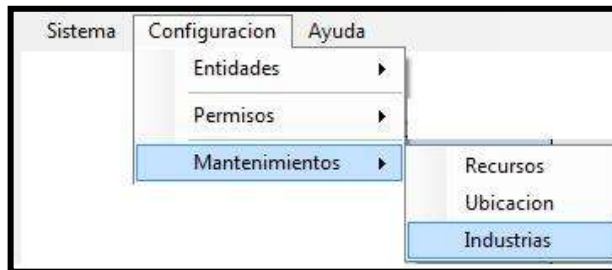 Sistema Configuracion Ayuda
Entidades
Permisos
Mantenimientos
Recursos
Ubicacion
Industrias